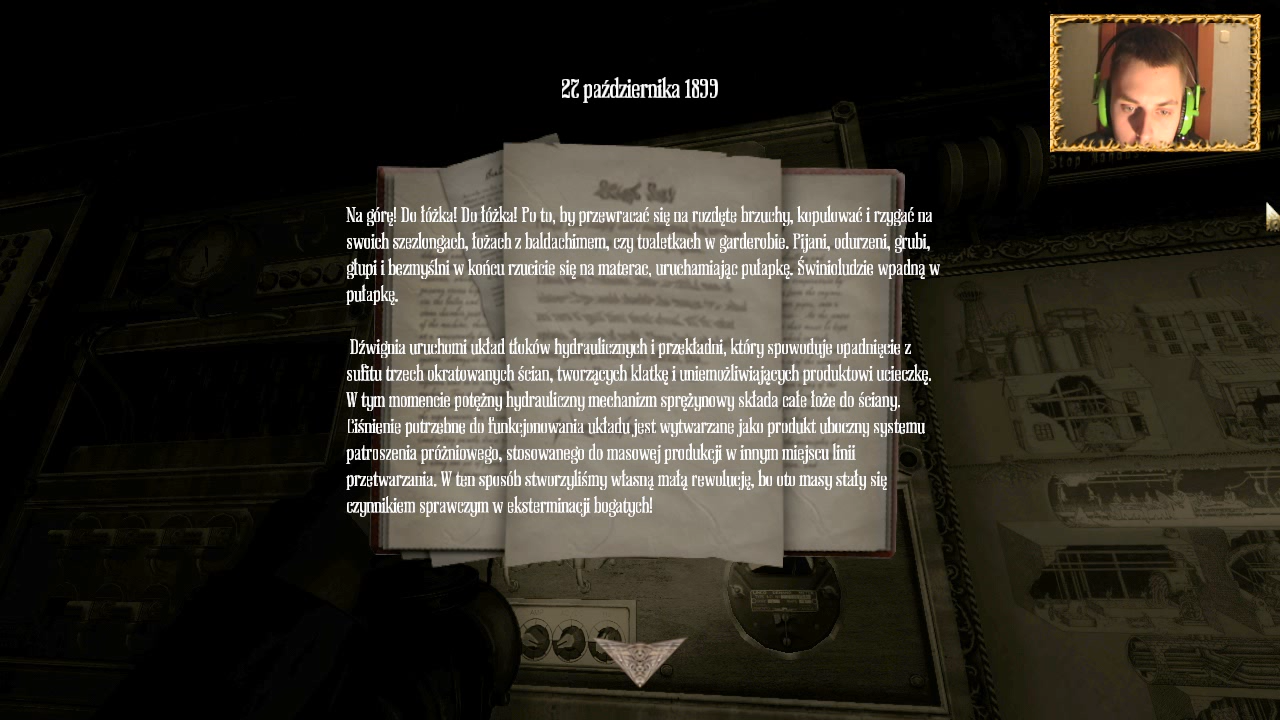 27 października 1899
Na górę! Do łóżka! Do łóżka! Po to, by przewracać się na rozdęte brzuchy, kopulować i rzygać na
swoich szezlongach, łożach z baldachimem, czy toaletkach w garderobie. Pijani, odurzeni, grubi,
głupi i bezmyślni w końcu rzucicie się na materac, uruchamiając pułapkę. Świnioludzie wpadną w
pułapkę.
Dźwignia uruchomi układ tłoków hydraulicznych i przekładni, który spowoduje opadnięcie z
sufitu trzech okratowanych ścian, tworzących klatkę i uniemożliwiających produktowi ucieczkę.
W tym momencie potężny hydrauliczny mechanizm sprężynowy składa całe łoże do ściany.
Ciśnienie potrzebne do funkcjonowania układu jest wytwarzane jako produkt uboczny systemu
patroszenia próżniowego, stosowanego do masowej produkcji w innym miejscu linii
przetwarzania. W ten sposób stworzyliśmy własną małą rewolucję, bo oto masy stały się
czynnikiem sprawczym w eksterminacji bogatych!